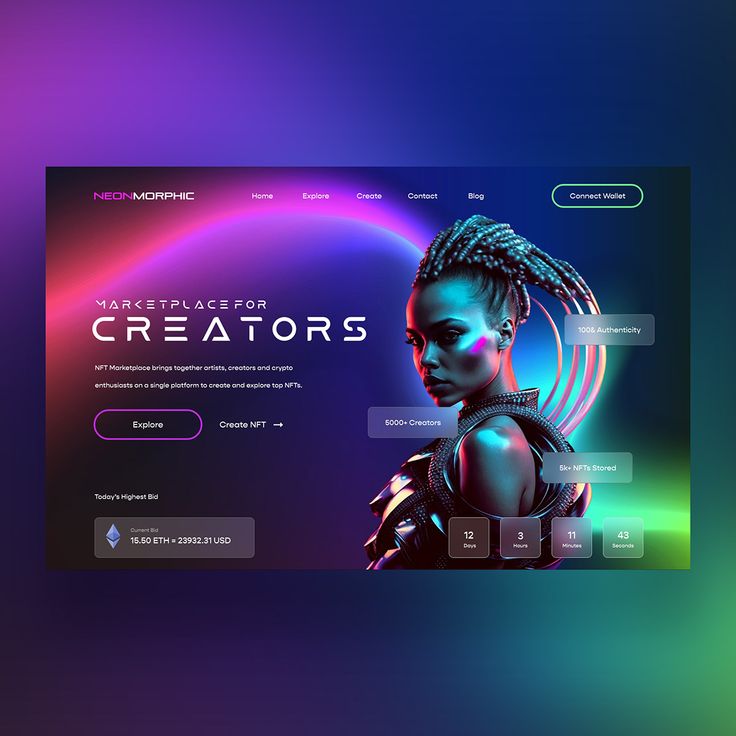 NEONMORPHIC
Home
Explore
Create
Contact
Blog
Connect Wallet
MARKETPLACE FOR
CREATORS
NFT Marketplace brings together artists, creators and crypto
enthusiasts on a single platform to create and explore top NFTs.
Explore
Create NFT
100& Authenticity
5000+ Creators
5k+ NFTs Stored
Today's Highest Bid
Current Bid
15.50 ETH = 23932.31 USD
12
Days
3
Hours
11
Minutes
43
Seconds